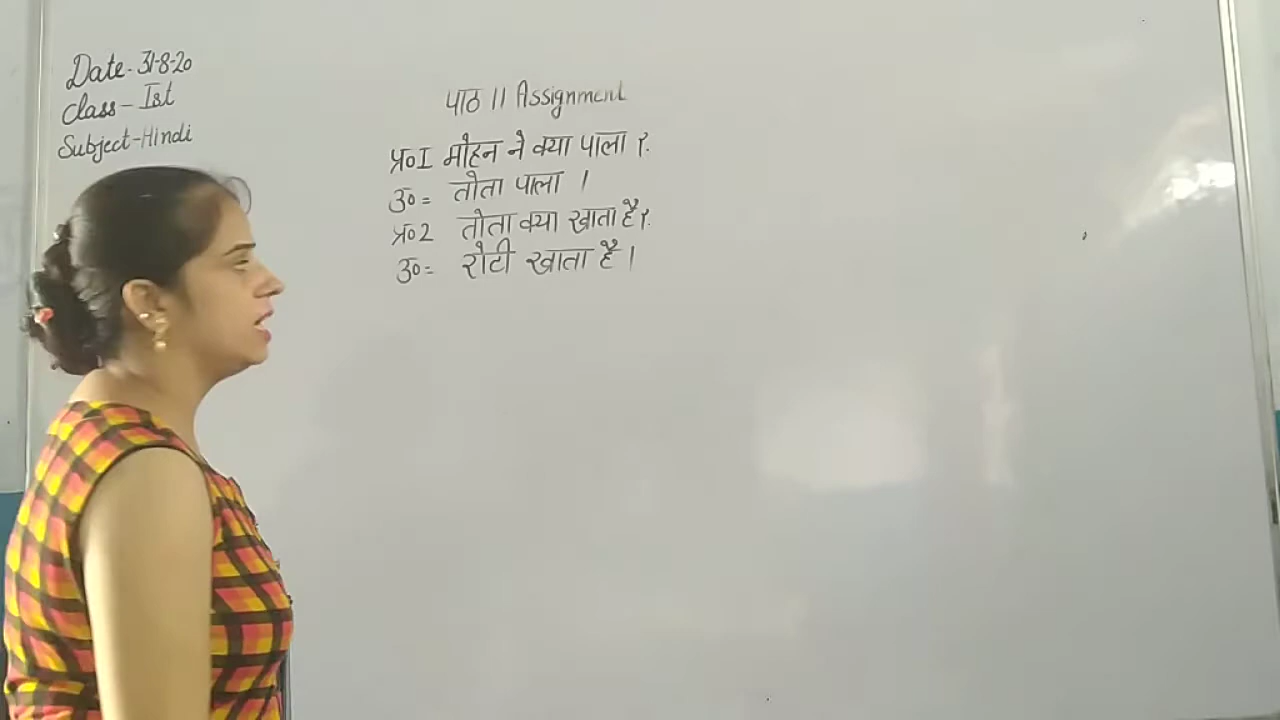 Date- 31-8-20
Class- Ist
Subject-Hindi
पाठ 11 Assignment
प्र०1 मोहन ने क्या पाला ?
उ०= तोता पाला ।
प्र०2 तोता क्या खाता है ?
उ०= रोटी खाता है ।